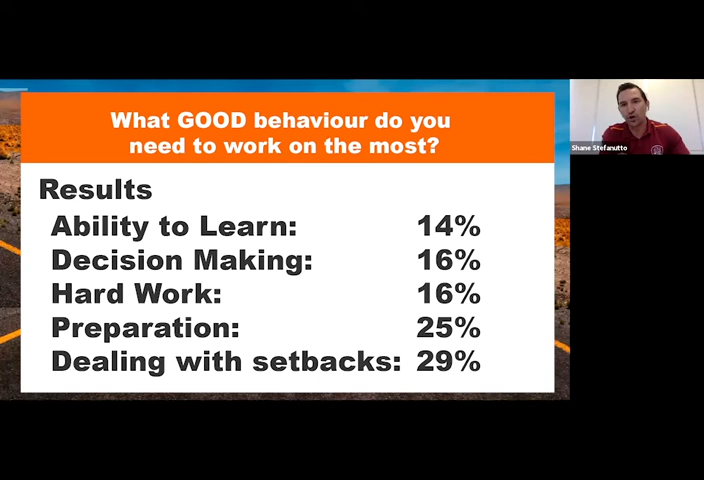 What GOOD behaviour do you
need to work on the most?
Results
Ability to Learn: 14%
Decision Making: 16%
Hard Work: 16%
Preparation: 25%
Dealing with setbacks: 29%
Shane Stefanutto